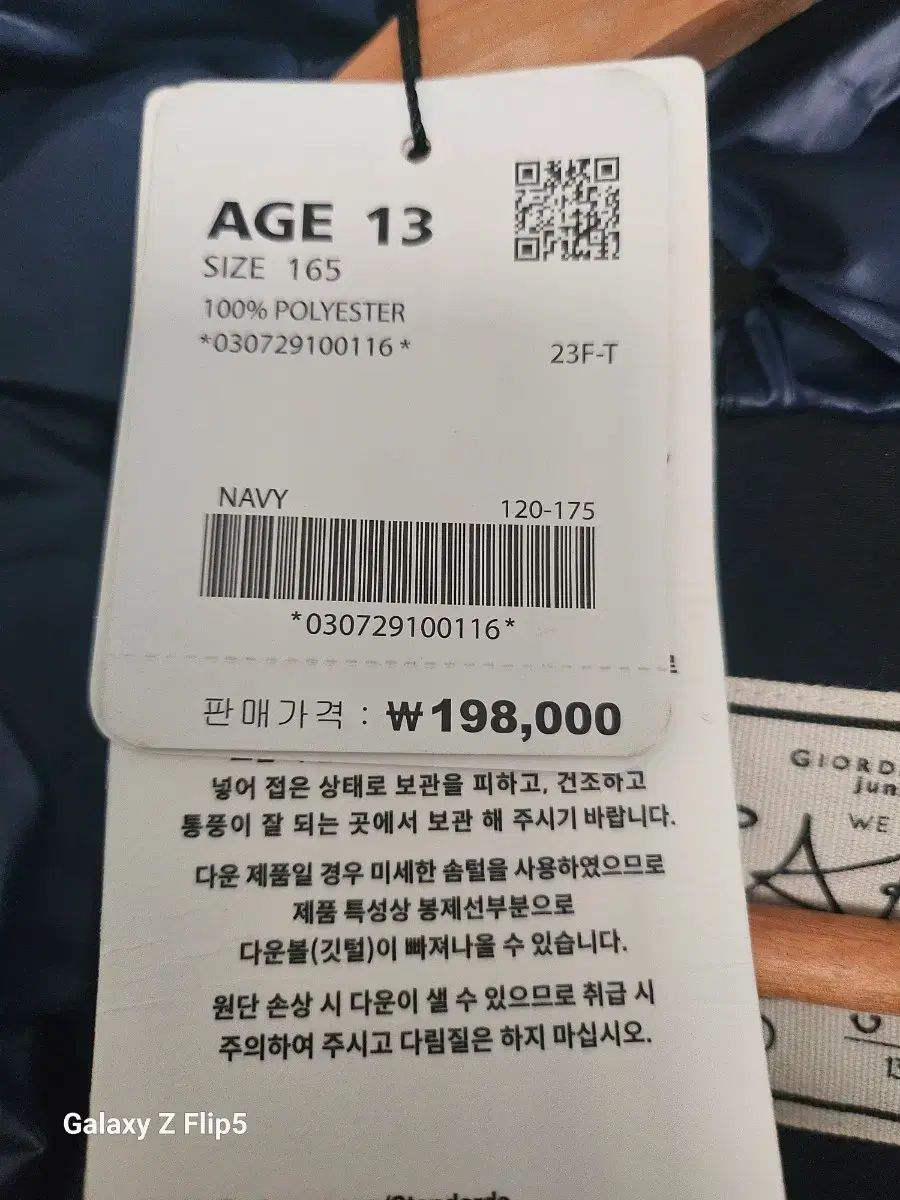 AGE 13
SIZE 165
100% POLYESTER
*030729100116*
23F-T
NAVY
120-175
*030729100116*
판매가격 : ₩198,000
넣어 접은 상태로 보관을 피하고, 건조하고
통풍이 잘 되는 곳에서 보관 해 주시기 바랍니다.
다운 제품일 경우 미세한 솜털을 사용하였으므로
제품 특성상 봉제선부분으로
다운볼(깃털)이 빠져나올 수 있습니다.
원단 손상 시 다운이 샐 수 있으므로 취급 시
주의하여 주시고 다림질은 하지 마십시오.
GIORD
jun
WE
G
13
Galaxy Z Flip5